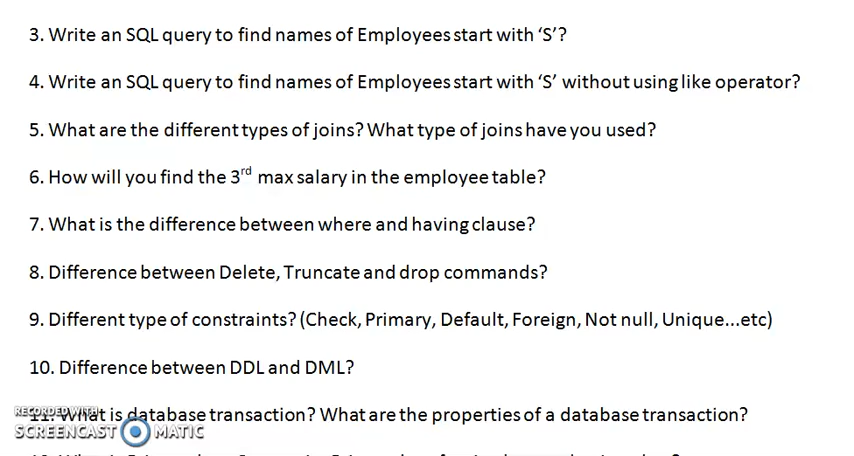 3. Write an SQL query to find names of Employees start with ‘S’?
4. Write an SQL query to find names of Employees start with ‘S’ without using like operator?
5. What are the different types of joins? What type of joins have you used?
6. How will you find the 3rd max salary in the employee table?
7. What is the difference between where and having clause?
8. Difference between Delete, Truncate and drop commands?
9. Different type of constraints? (Check, Primary, Default, Foreign, Not null, Unique...etc)
10. Difference between DDL and DML?
11. What is database transaction? What are the properties of a database transaction?
RECORDED WITH
SCREENCAST MATIC